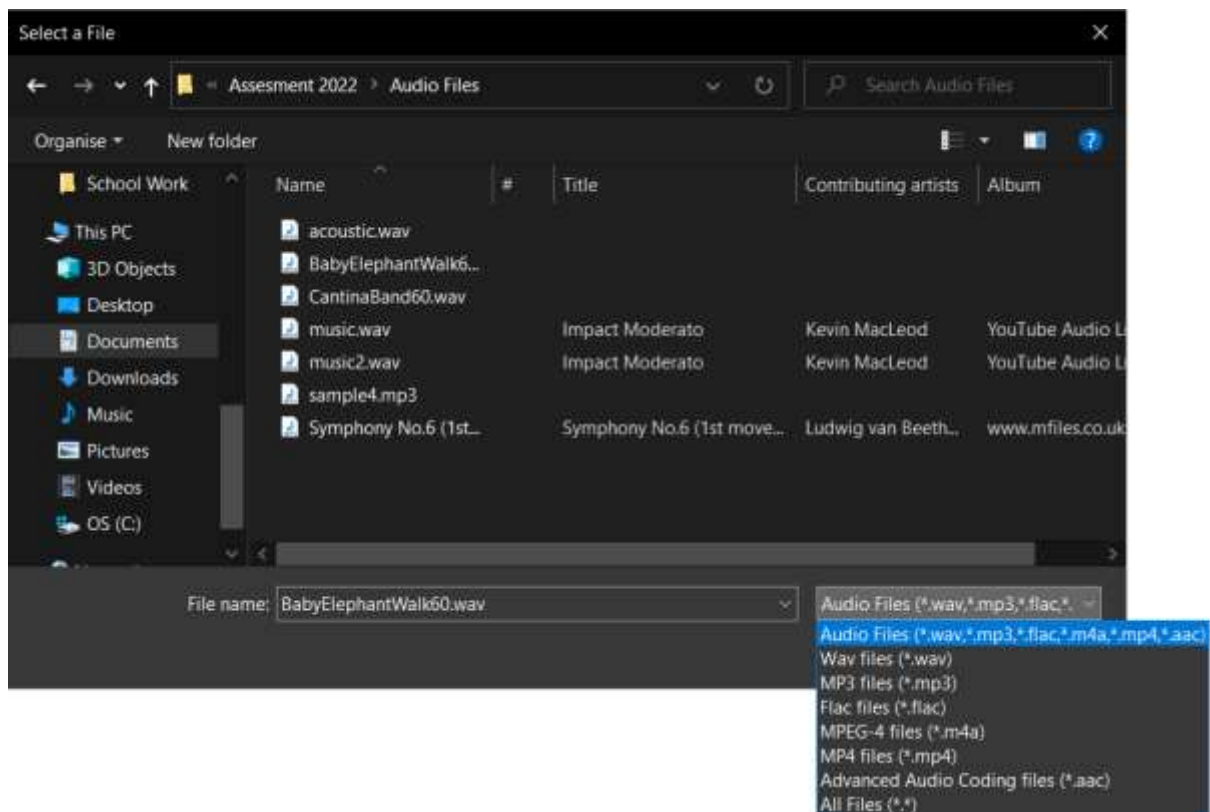 Select a File
« Assesment 2022 > Audio Files
Search Audio Files
Organise
New folder
Name # Title Contributing artists Album
School Work
This PC
3D Objects
Desktop
Documents
Downloads
Music
Pictures
Videos
OS (C:)
acoustic.wav
BabyElephantWalk6...
CantinaBand60.wav
music.wav Impact Moderato Kevin MacLeod YouTube Audio Li
music2.wav Impact Moderato Kevin MacLeod YouTube Audio Li
sample4.mp3
Symphony No.6 (1st... Symphony No.6 (1st move... Ludwig van Beeth... www.mfiles.co.uk
File name: BabyElephantWalk60.wav
Audio Files (*.wav,*.mp3,*.flac,*.
Audio Files (*.wav,*.mp3,*.flac,*.m4a,*.mp4,*.aac)
Wav files (*.wav)
MP3 files (*.mp3)
Flac files (*.flac)
MPEG-4 files (*.m4a)
MP4 files (*.mp4)
Advanced Audio Coding files (*.aac)
All Files (*.*)